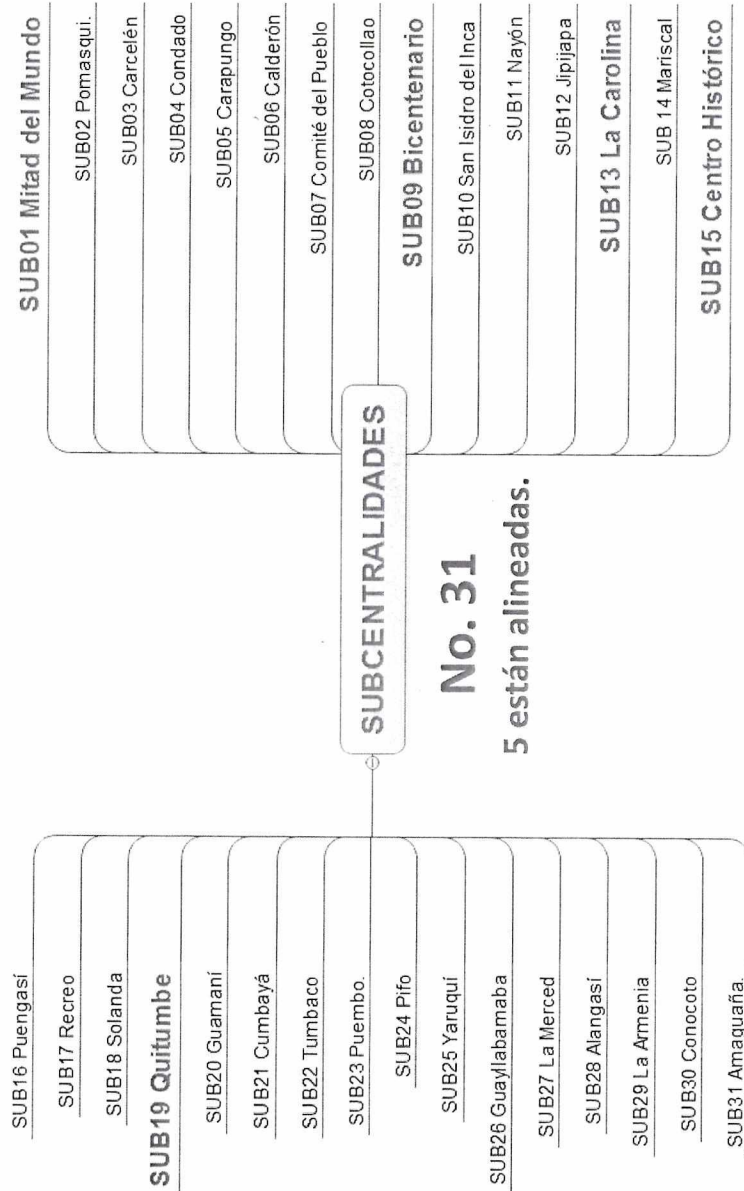 SUBCENTRALIDADES
No. 31
5 están alineadas.
SUB01 Mitad del Mundo
SUB02 Pomasqui.
SUB03 Carcelén
SUB04 Condado
SUB05 Carapungo
SUB06 Calderón
SUB07 Comité del Pueblo
SUB08 Cotocollao
SUB09 Bicentenario
SUB10 San Isidro del Inca
SUB11 Nayón
SUB12 Jipijapa
SUB13 La Carolina
SUB 14 Mariscal
SUB15 Centro Histórico
SUB16 Puengasí
SUB17 Recreo
SUB18 Solanda
SUB19 Quitumbe
SUB20 Guamaní
SUB21 Cumbayá
SUB22 Tumbaco
SUB23 Puembo.
SUB24 Pifo
SUB25 Yaruquí
SUB26 Guayllabamaba
SUB27 La Merced
SUB28 Alangasí
SUB29 La Armenia
SUB30 Conocoto
SUB31 Amaguaña.